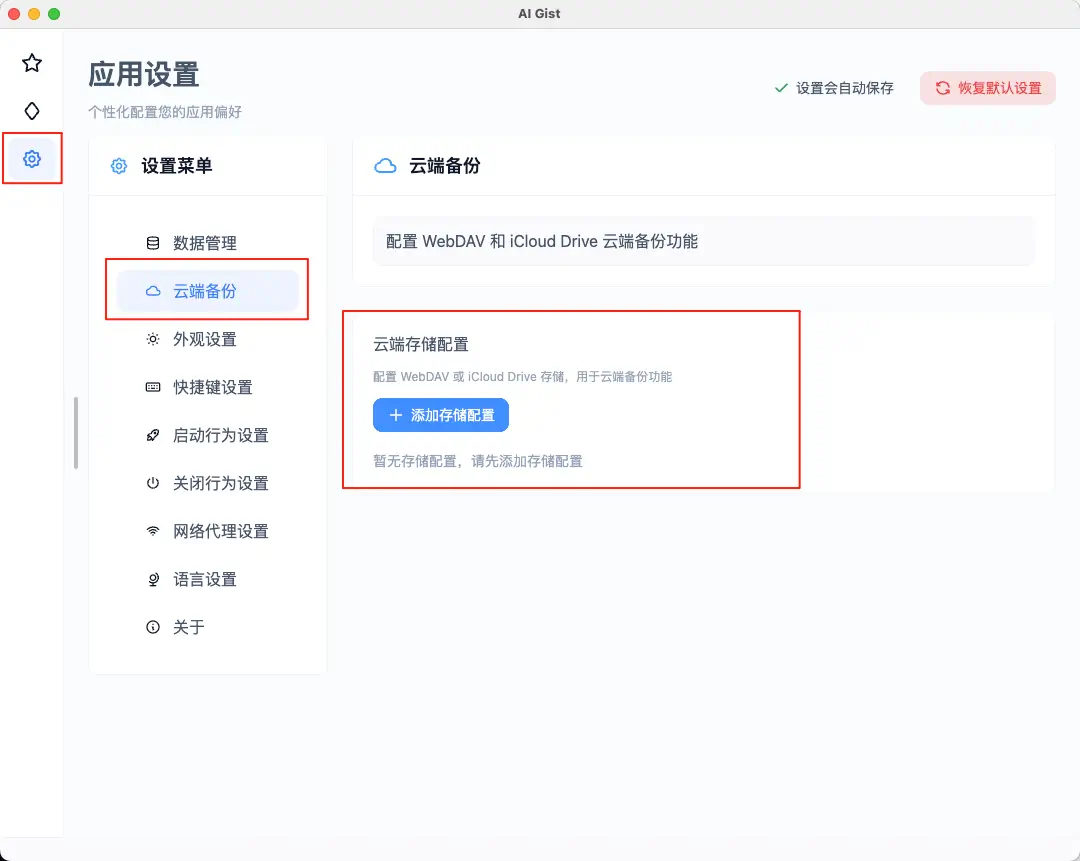 AI Gist
应用设置
个性化配置您的应用偏好
设置会自动保存
恢复默认设置
设置菜单
数据管理
云端备份
外观设置
快捷键设置
启动行为设置
关闭行为设置
网络代理设置
语言设置
关于
云端备份
配置 WebDAV 和 iCloud Drive 云端备份功能
云端存储配置
配置 WebDAV 或 iCloud Drive 存储，用于云端备份功能
添加存储配置
暂无存储配置，请先添加存储配置